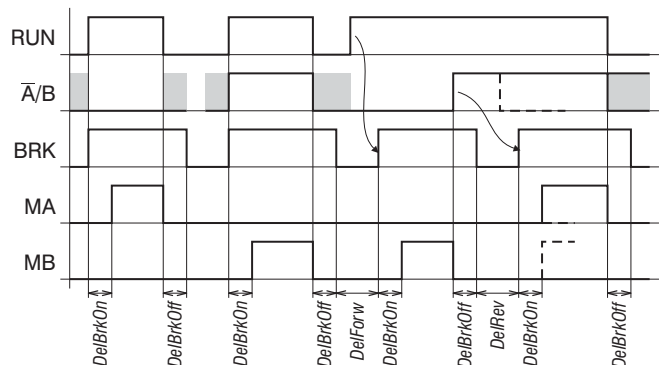 RUN
A̅/B
BRK
MA
MB
DelBrkOn
DelBrkOff
DelBrkOn
DelBrkOff
DelForw
DelBrkOn
DelBrkOff
DelRev
DelBrkOn
DelBrkOff